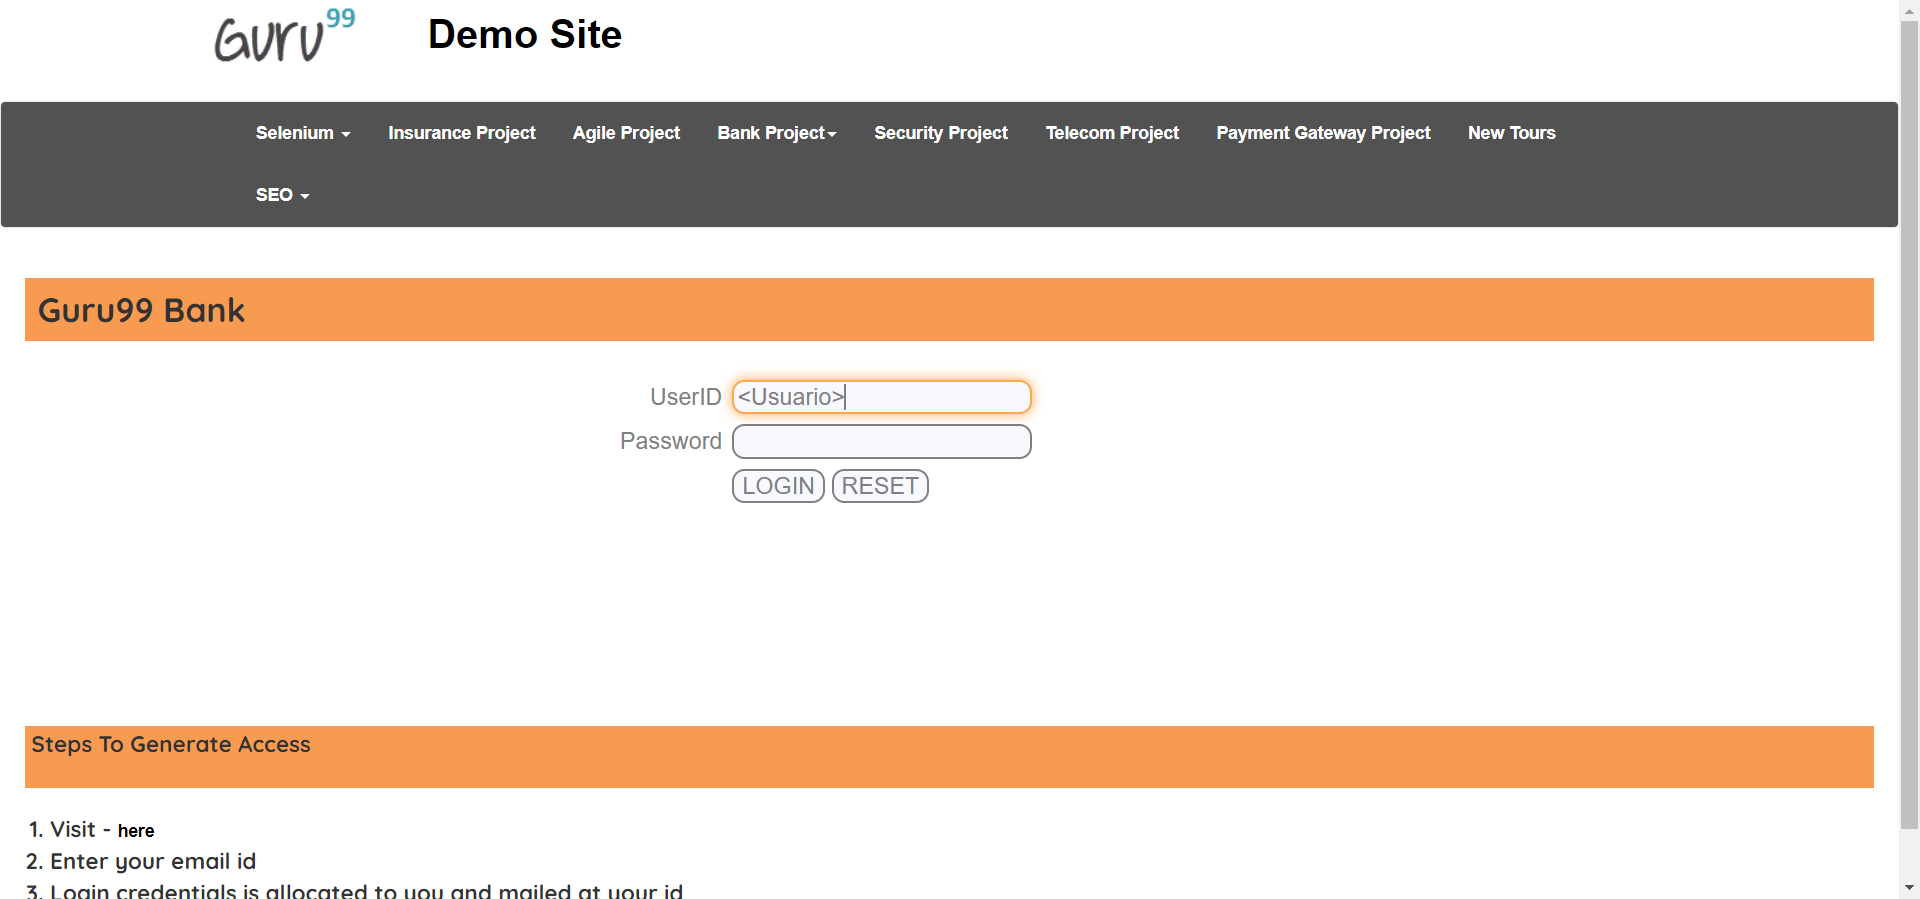 Guru99 Demo Site
Selenium Insurance Project Agile Project Bank Project Security Project Telecom Project Payment Gateway Project New Tours
SEO
Guru99 Bank
UserID <Usuario>
Password
LOGIN RESET
Steps To Generate Access
1. Visit - here
2. Enter your email id
3. Login credentials is allocated to you and mailed at your id